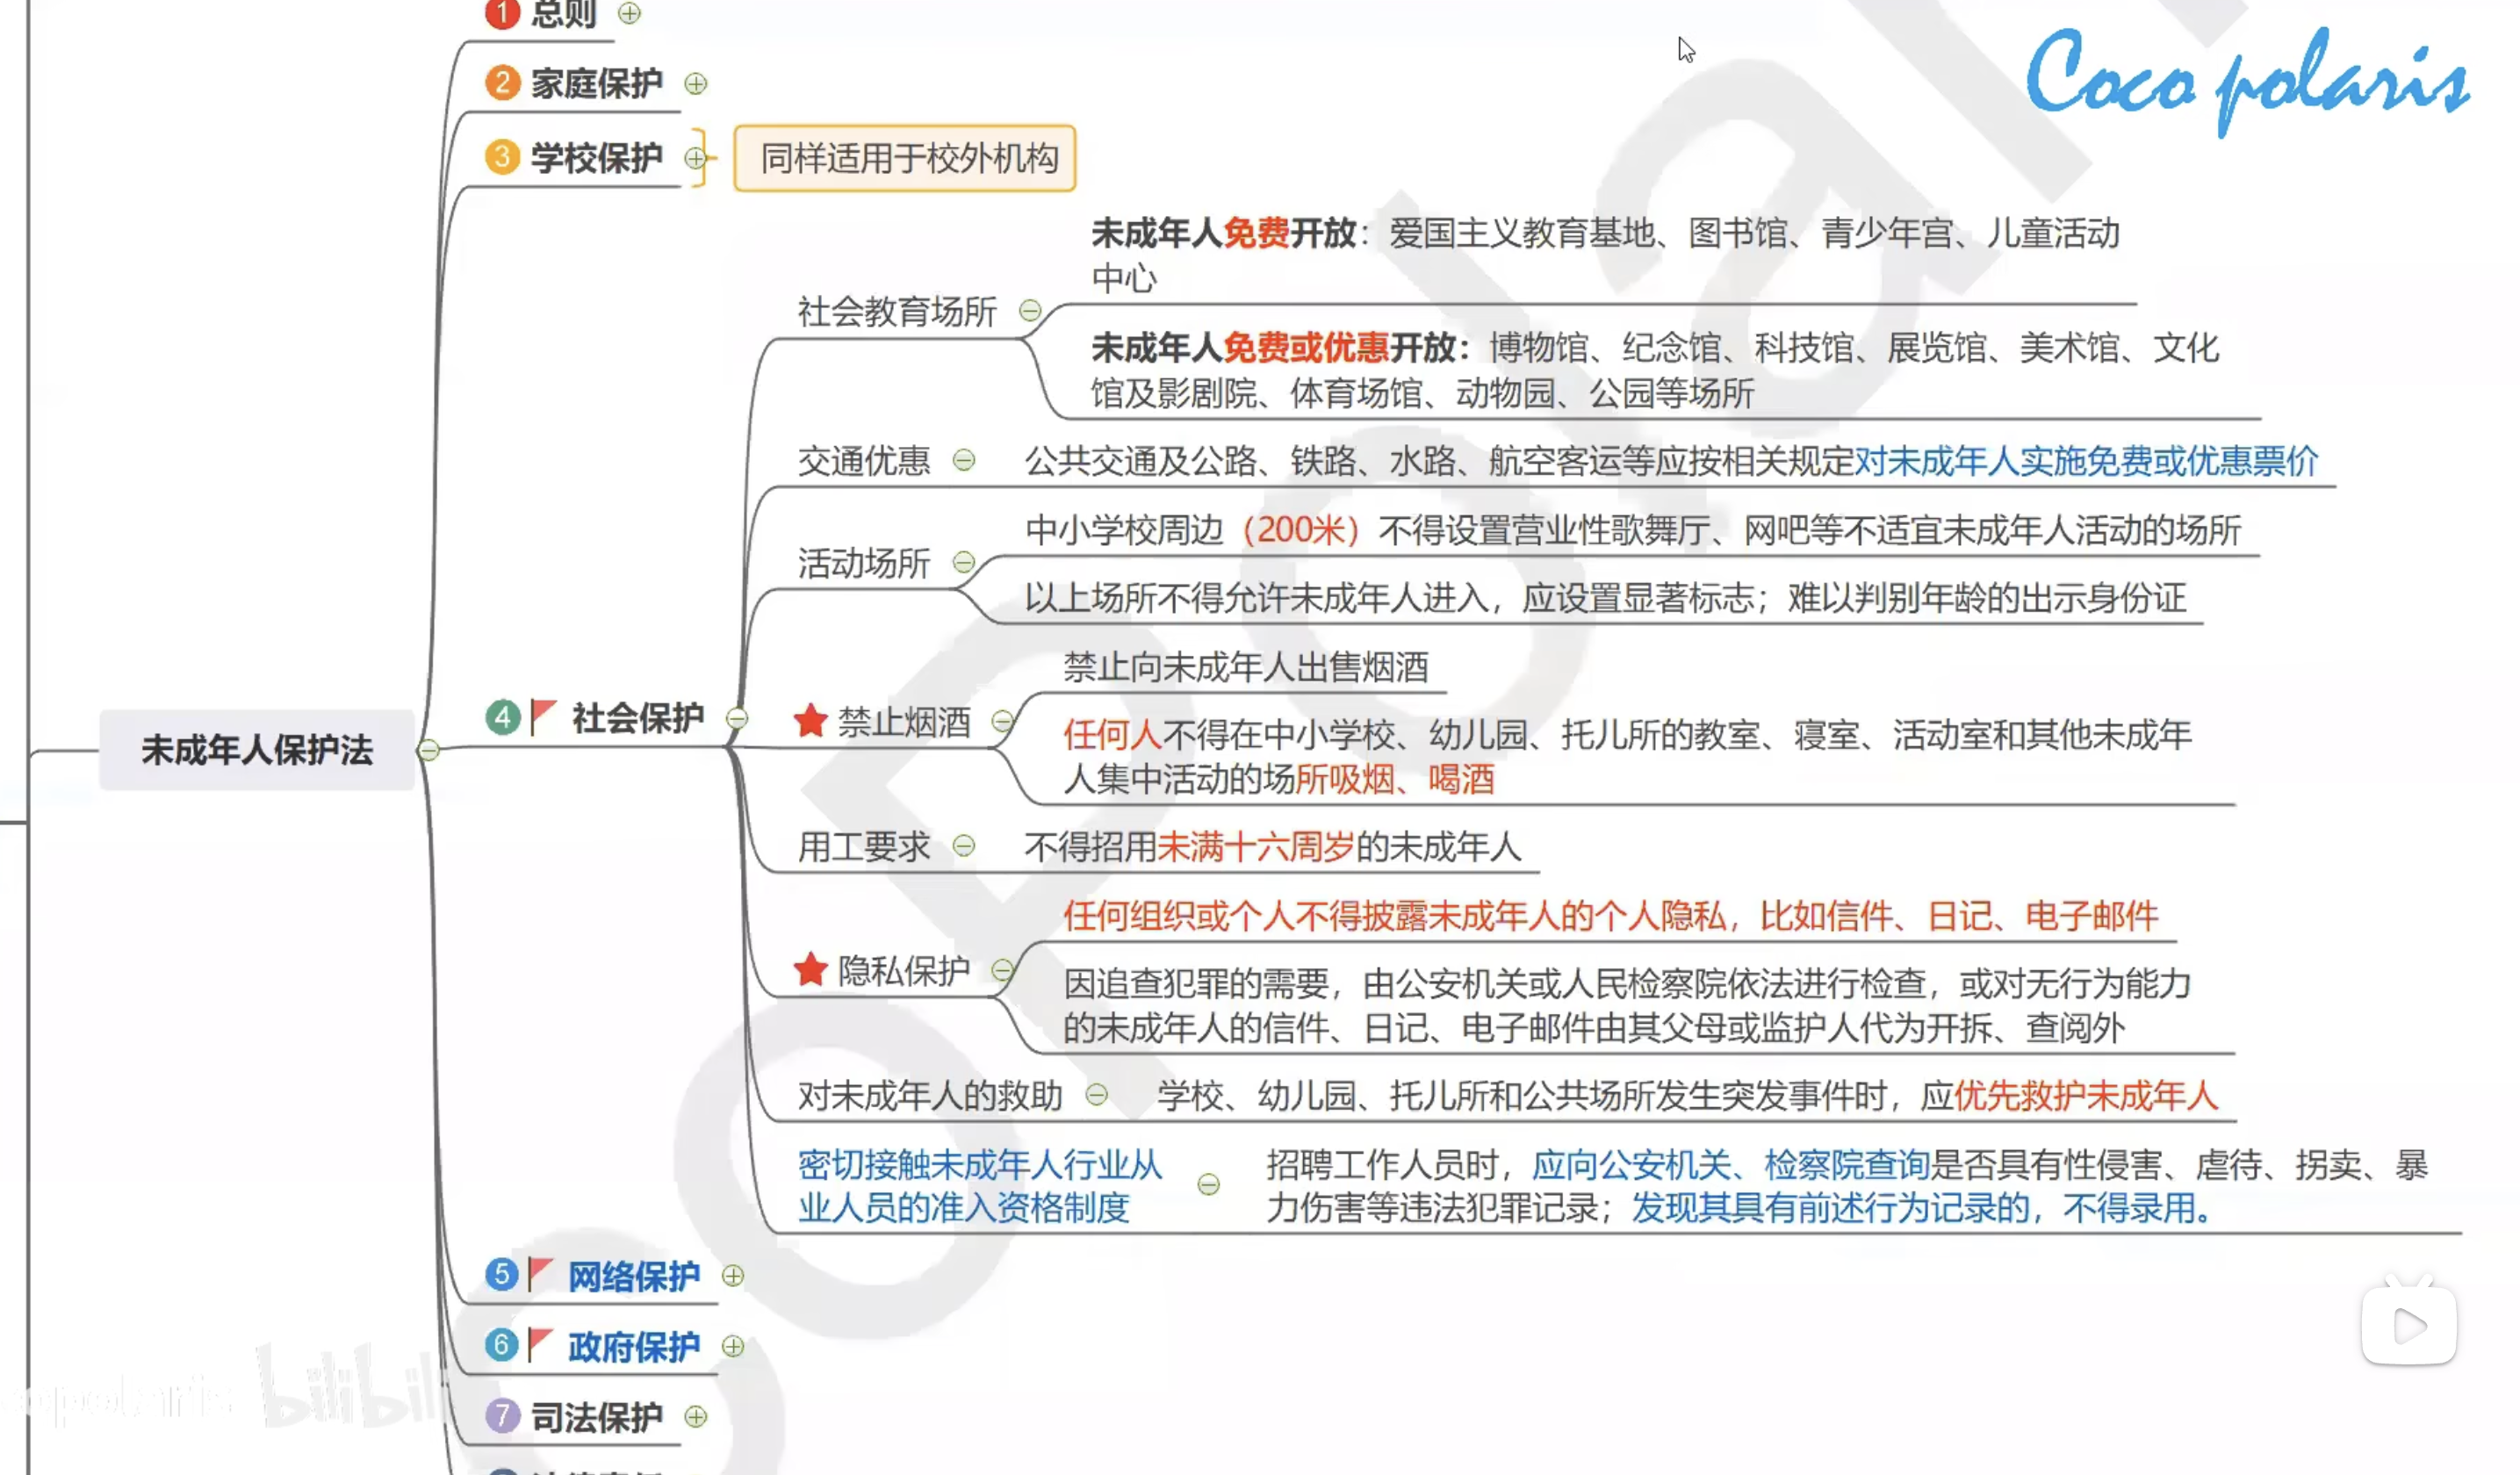 1 总则
Coco polaris
2 家庭保护
3 学校保护
同样适用于校外机构
未成年人免费开放：爱国主义教育基地、图书馆、青少年宫、儿童活动
中心
社会教育场所
未成年人免费或优惠开放：博物馆、纪念馆、科技馆、展览馆、美术馆、文化
馆及影剧院、体育场馆、动物园、公园等场所
交通优惠
公共交通及公路、铁路、水路、航空客运等应按相关规定对未成年人实施免费或优惠票价
中小学校周边（200米）不得设置营业性歌舞厅、网吧等不适宜未成年人活动的场所
活动场所
以上场所不得允许未成年人进入，应设置显著标志；难以判别年龄的出示身份证
禁止向未成年人出售烟酒
未成年人保护法
4 社会保护
禁止烟酒
任何人不得在中小学校、幼儿园、托儿所的教室、寝室、活动室和其他未成年
人集中活动的场所吸烟、喝酒
用工要求
不得招用未满十六周岁的未成年人
任何组织或个人不得披露未成年人的个人隐私，比如信件、日记、电子邮件
隐私保护
因追查犯罪的需要，由公安机关或人民检察院依法进行检查，或对无行为能力
的未成年人的信件、日记、电子邮件由其父母或监护人代为开拆、查阅外
对未成年人的救助
学校、幼儿园、托儿所和公共场所发生突发事件时，应优先救护未成年人
密切接触未成年人行业从
业人员的准入资格制度
招聘工作人员时，应向公安机关、检察院查询是否具有性侵害、虐待、拐卖、暴
力伤害等违法犯罪记录；发现其具有前述行为记录的，不得录用。
5 网络保护
6 政府保护
bilibili
7 司法保护